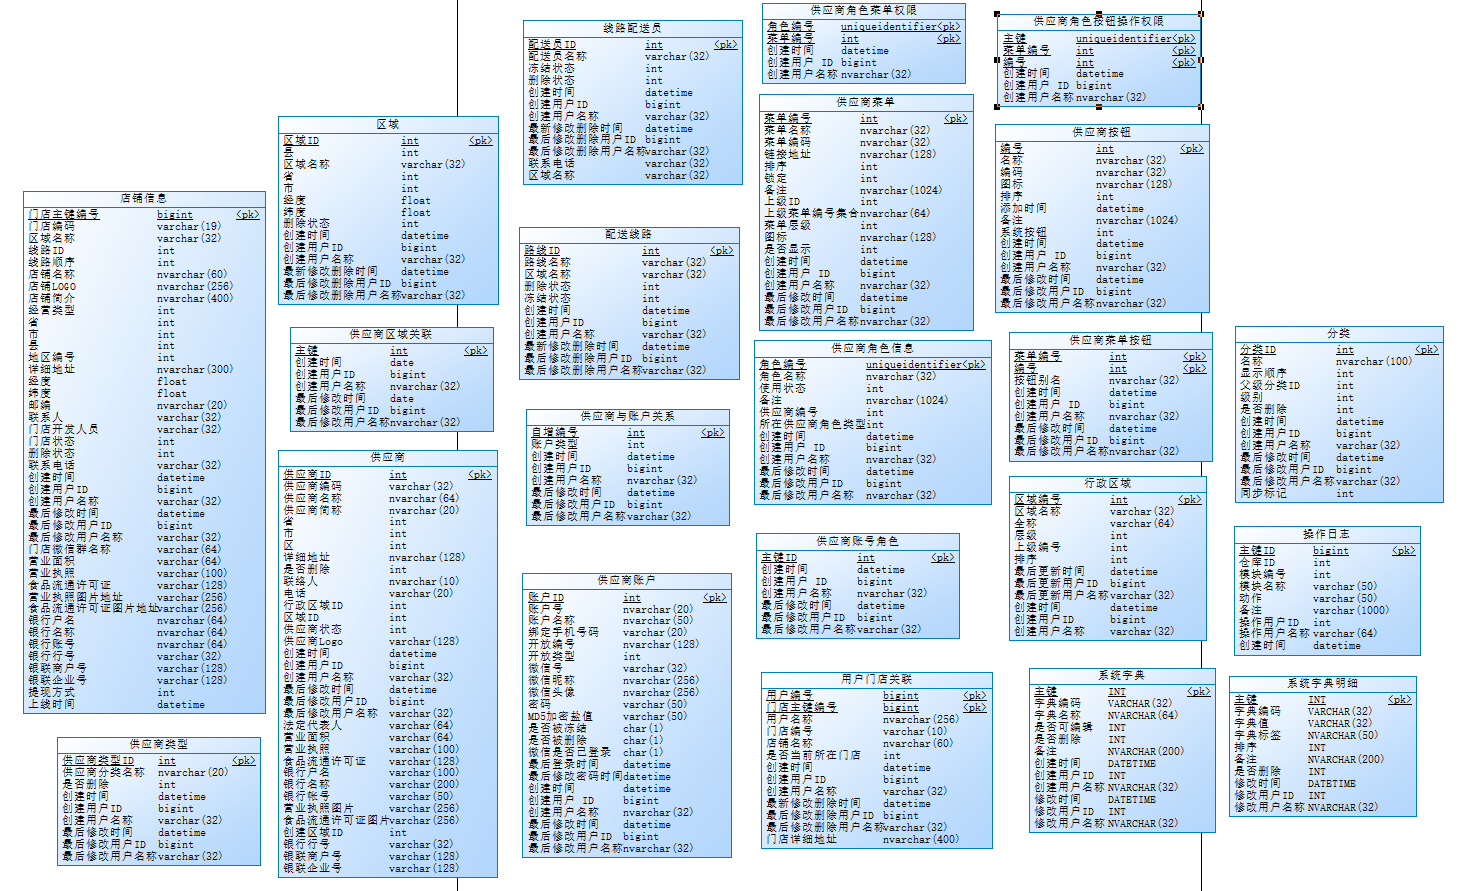 店铺信息
门店主键编号 bigint <pk>
门店编码 varchar(19)
区域名称 varchar(32)
线路ID int
线路顺序 int
店铺名称 nvarchar(60)
店铺LOGO nvarchar(256)
店铺简介 nvarchar(400)
经营类型 int
省 int
市 int
县 int
地区编号 int
详细地址 nvarchar(300)
经度 float
纬度 float
邮编 nvarchar(20)
联系人 varchar(32)
门店开发人员 varchar(32)
门店状态 int
删除状态 int
联系电话 varchar(32)
创建时间 datetime
创建用户ID bigint
创建用户名称 varchar(32)
最后修改时间 datetime
最后修改用户ID bigint
最后修改用户名称 varchar(32)
门店微信群名称 varchar(64)
营业面积 varchar(64)
营业执照 varchar(100)
食品流通许可证 varchar(128)
营业执照图片地址 varchar(256)
食品流通许可证图片地址 varchar(256)
银行户名 nvarchar(64)
银行名称 nvarchar(64)
银行账号 nvarchar(64)
银行行号 varchar(32)
银联商户号 varchar(128)
银联企业号 varchar(128)
提现方式 int
上线时间 datetime
供应商类型
供应商类型ID int <pk>
供应商分类名称 nvarchar(20)
是否删除 int
创建时间 datetime
创建用户ID bigint
创建用户名称 varchar(32)
最后修改时间 datetime
最后修改用户ID bigint
最后修改用户名称 varchar(32)
区域
区域ID int <pk>
县 int
区域名称 varchar(32)
省 int
市 int
经度 float
纬度 float
删除状态 int
创建时间 datetime
创建用户ID bigint
创建用户名称 varchar(32)
最新修改删除时间 datetime
最后修改删除用户ID bigint
最后修改删除用户名称 varchar(32)
供应商区域关联
主键 int <pk>
创建时间 date
创建用户ID bigint
创建用户名称 nvarchar(32)
最后修改时间 date
最后修改用户ID bigint
最后修改用户名称 nvarchar(32)
供应商
供应商ID int <pk>
供应商编码 varchar(32)
供应商名称 nvarchar(64)
供应商简称 nvarchar(20)
省 int
市 int
区 int
详细地址 nvarchar(128)
是否删除 int
联络人 nvarchar(10)
电话 varchar(20)
行政区域ID int
区域ID int
供应商状态 int
供应商Logo varchar(128)
创建时间 datetime
创建用户ID bigint
创建用户名称 varchar(32)
最后修改时间 datetime
最后修改用户ID bigint
最后修改用户名称 varchar(32)
法定代表人 varchar(64)
营业面积 varchar(64)
营业执照 varchar(100)
食品流通许可证 varchar(128)
银行户名 varchar(100)
银行名称 varchar(200)
银行帐号 varchar(50)
营业执照图片 varchar(256)
食品流通许可证图片 varchar(256)
创建区域ID int
银行行号 varchar(32)
银联商户号 varchar(128)
银联企业号 varchar(128)
线路配送员
配送员ID int <pk>
配送员名称 varchar(32)
冻结状态 int
删除状态 int
创建时间 datetime
创建用户ID bigint
创建用户名称 varchar(32)
最新修改删除时间 datetime
最后修改删除用户ID bigint
最后修改删除用户名称 varchar(32)
联系电话 varchar(32)
区域名称 varchar(32)
配送线路
路线ID int <pk>
路线名称 varchar(32)
区域名称 varchar(32)
删除状态 int
冻结状态 int
创建时间 datetime
创建用户ID bigint
创建用户名称 varchar(32)
最新修改删除时间 datetime
最后修改删除用户ID bigint
最后修改删除用户名称 varchar(32)
供应商与账户关系
自增编号 int <pk>
账户类型 int
创建时间 datetime
创建用户ID bigint
创建用户名称 nvarchar(32)
最后修改时间 datetime
最后修改用户ID bigint
最后修改用户名称 varchar(32)
供应商账户
账户ID int <pk>
账户号 nvarchar(20)
账户名称 nvarchar(50)
绑定手机号码 varchar(20)
开放编号 nvarchar(128)
开放类型 int
微信号 varchar(32)
微信昵称 nvarchar(256)
微信头像 nvarchar(256)
密码 varchar(50)
MD5加密盐值 varchar(50)
是否被冻结 char(1)
是否被删除 char(1)
微信是否已登录 char(1)
最后登录时间 datetime
最后修改密码时间 datetime
创建时间 datetime
创建用户 ID bigint
创建用户名称 nvarchar(32)
最后修改时间 datetime
最后修改用户ID bigint
最后修改用户名称 nvarchar(32)
供应商角色菜单权限
角色编号 uniqueidentifier<pk>
菜单编号 int <pk>
创建时间 datetime
创建用户 ID bigint
创建用户名称 nvarchar(32)
供应商菜单
菜单编号 int <pk>
菜单名称 nvarchar(32)
菜单编码 nvarchar(32)
链接地址 nvarchar(128)
排序 int
锁定 int
备注 nvarchar(1024)
上级ID int
上级菜单编号集合 nvarchar(64)
菜单层级 int
图标 nvarchar(128)
是否显示 int
创建时间 datetime
创建用户 ID bigint
创建用户名称 nvarchar(32)
最后修改时间 datetime
最后修改用户ID bigint
最后修改用户名称 nvarchar(32)
供应商角色信息
角色编号 uniqueidentifier<pk>
角色名称 nvarchar(32)
使用状态 int
备注 nvarchar(1024)
供应商编号 int
所在供应商角色类型 int
创建时间 datetime
创建用户 ID bigint
创建用户名称 nvarchar(32)
最后修改时间 datetime
最后修改用户ID bigint
最后修改用户名称 nvarchar(32)
供应商账号角色
主键ID int <pk>
创建时间 datetime
创建用户 ID bigint
创建用户名称 nvarchar(32)
最后修改时间 datetime
最后修改用户ID bigint
最后修改用户名称 varchar(32)
用户门店关联
用户编号 bigint <pk>
门店主键编号 bigint <pk>
用户名称 nvarchar(256)
门店编号 varchar(10)
店铺名称 nvarchar(60)
是否当前所在门店 int
创建时间 datetime
创建用户ID bigint
创建用户名称 varchar(32)
最新修改删除时间 datetime
最后修改删除用户ID bigint
最后修改删除用户名称 varchar(32)
门店详细地址 nvarchar(400)
供应商角色按钮操作权限
主键 uniqueidentifier<pk>
菜单编号 int <pk>
编号 int <pk>
创建时间 datetime
创建用户 ID bigint
创建用户名称 nvarchar(32)
供应商按钮
编号 int <pk>
名称 nvarchar(32)
编码 nvarchar(32)
图标 nvarchar(128)
排序 int
添加时间 datetime
备注 nvarchar(1024)
系统按钮 int
创建时间 datetime
创建用户 ID bigint
创建用户名称 nvarchar(32)
最后修改时间 datetime
最后修改用户ID bigint
最后修改用户名称 nvarchar(32)
供应商菜单按钮
菜单编号 int <pk>
编号 int <pk>
按钮别名 nvarchar(32)
创建时间 datetime
创建用户 ID bigint
创建用户名称 nvarchar(32)
最后修改时间 datetime
最后修改用户ID bigint
最后修改用户名称 nvarchar(32)
行政区域
区域编号 int <pk>
区域名称 varchar(32)
全称 varchar(64)
层级 int
上级编号 int
排序 int
最后更新时间 datetime
最后更新用户ID bigint
最后更新用户名称 varchar(32)
创建时间 datetime
创建用户ID bigint
创建用户名称 varchar(32)
系统字典
主键 INT <pk>
字典编码 VARCHAR(32)
字典名称 NVARCHAR(64)
是否可编辑 INT
是否删除 INT
备注 NVARCHAR(200)
创建时间 DATETIME
创建用户ID INT
创建用户名称 NVARCHAR(32)
修改时间 DATETIME
修改用户ID INT
修改用户名称 NVARCHAR(32)
分类
分类ID int <pk>
名称 nvarchar(100)
显示顺序 int
父级分类ID int
级别 int
是否删除 int
创建时间 datetime
创建用户ID bigint
创建用户名称 varchar(32)
最后修改时间 datetime
最后修改用户ID bigint
最后修改用户名称 varchar(32)
同步标记 int
操作日志
主键ID bigint <pk>
仓库ID int
模块编号 int
模块名称 varchar(50)
动作 varchar(50)
备注 varchar(1000)
操作用户ID int
操作用户名称 varchar(64)
创建时间 datetime
系统字典明细
主键 INT <pk>
字典编码 VARCHAR(32)
字典值 VARCHAR(32)
字典标签 NVARCHAR(50)
排序 INT
备注 NVARCHAR(200)
是否删除 INT
修改时间 DATETIME
修改用户ID INT
修改用户名称 NVARCHAR(32)